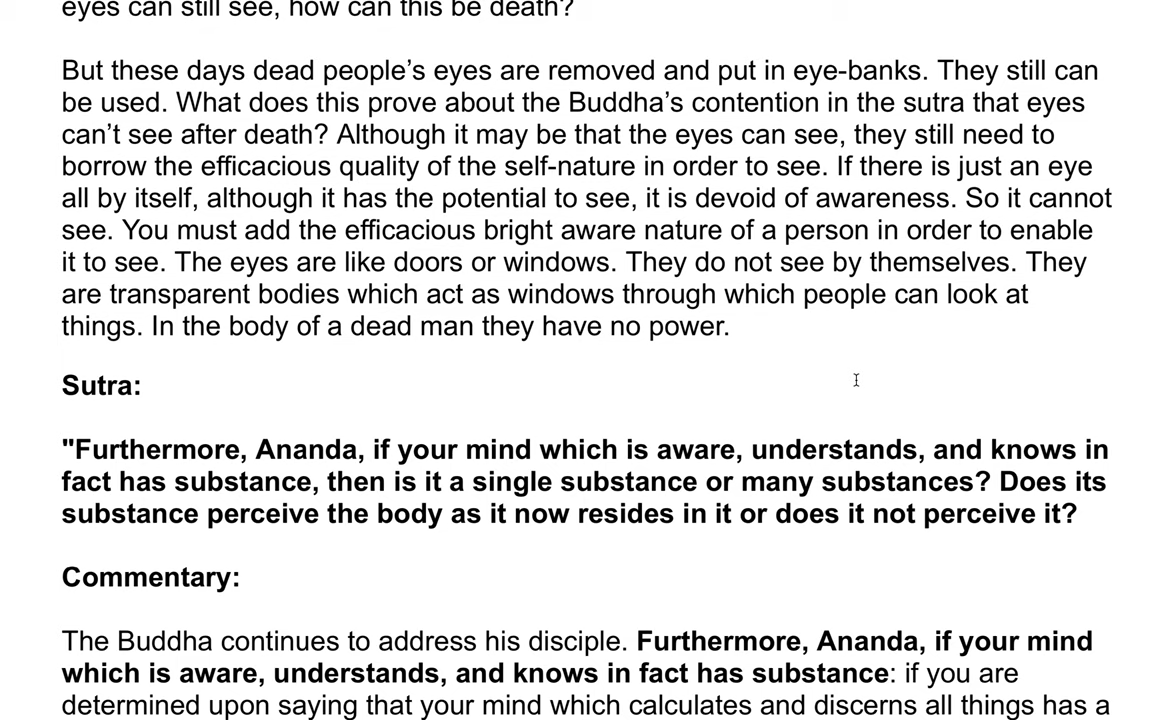 eyes can still see, how can this be death?
But these days dead people’s eyes are removed and put in eye-banks. They still can
be used. What does this prove about the Buddha’s contention in the sutra that eyes
can’t see after death? Although it may be that the eyes can see, they still need to
borrow the efficacious quality of the self-nature in order to see. If there is just an eye
all by itself, although it has the potential to see, it is devoid of awareness. So it cannot
see. You must add the efficacious bright aware nature of a person in order to enable
it to see. The eyes are like doors or windows. They do not see by themselves. They
are transparent bodies which act as windows through which people can look at
things. In the body of a dead man they have no power.
Sutra:
"Furthermore, Ananda, if your mind which is aware, understands, and knows in
fact has substance, then is it a single substance or many substances? Does its
substance perceive the body as it now resides in it or does it not perceive it?
Commentary:
The Buddha continues to address his disciple. Furthermore, Ananda, if your mind
which is aware, understands, and knows in fact has substance: if you are
determined upon saying that your mind which calculates and discerns all things has a